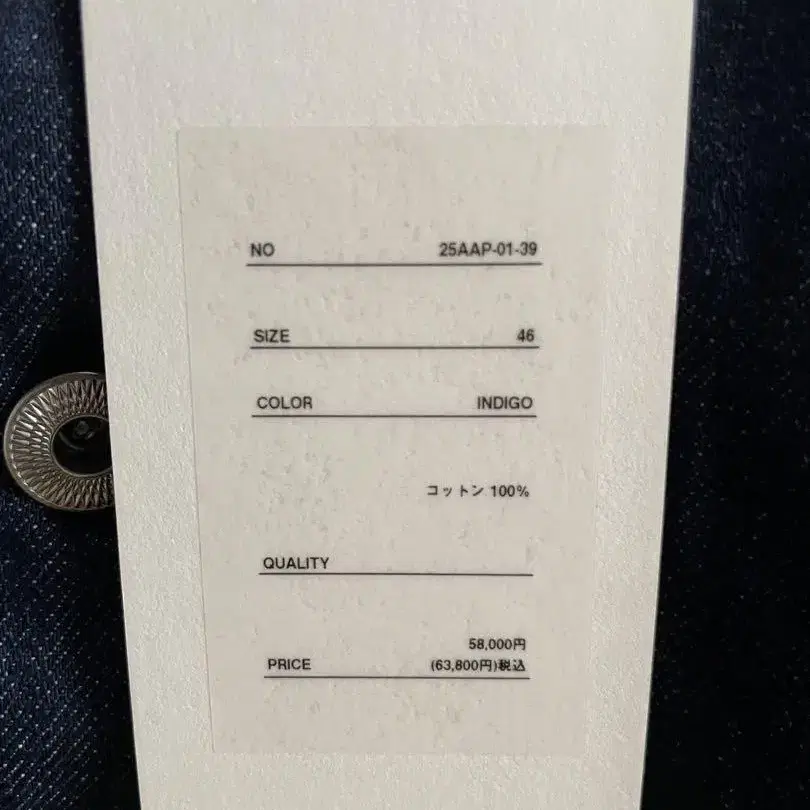 NO 25AAP-01-39
SIZE 46
COLOR INDIGO
コットン 100%
QUALITY
58,000円
PRICE (63,800円)税込